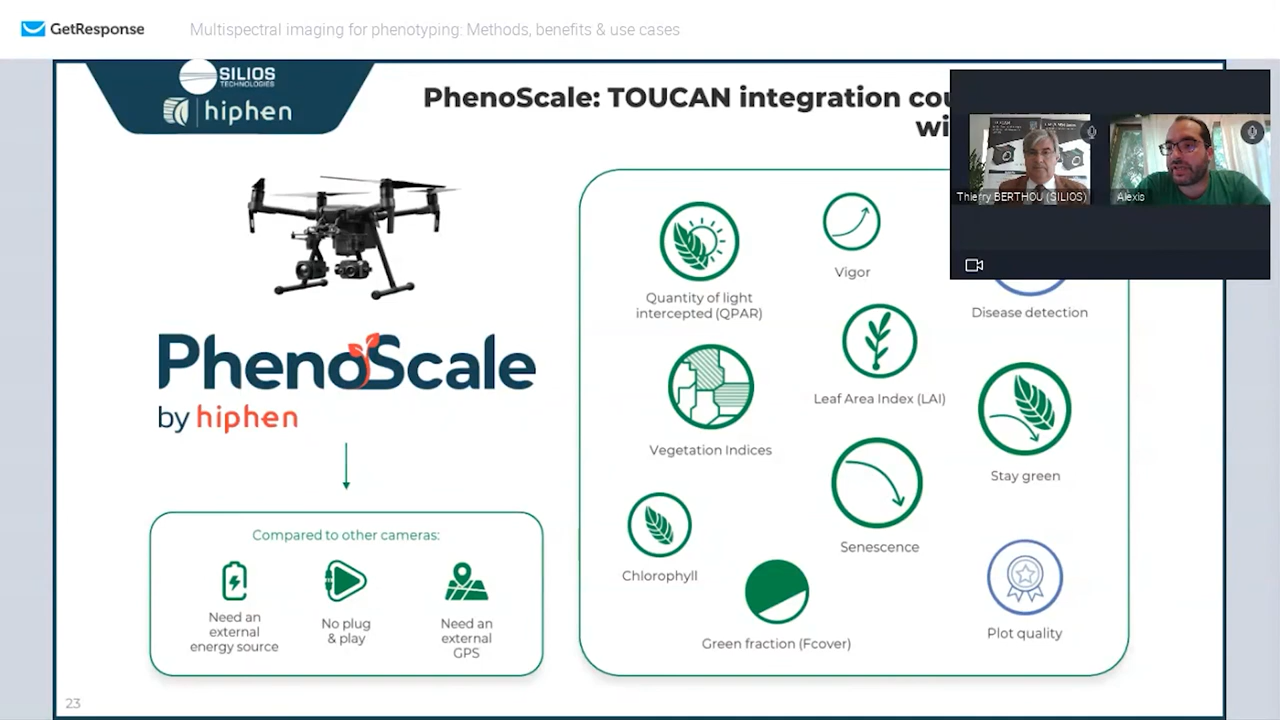 GetResponse
Multispectral imaging for phenotyping: Methods, benefits & use cases
SILIOS
TECHNOLOGIES
hiphen
PhenoScale: TOUCAN integration cou
wi
Thierry BERTHOU (SILIOS)
Alexis
PhenoScale
by hiphen
Compared to other cameras:
Need an
external
energy source
No plug
& play
Need an
external
GPS
Quantity of light
intercepted (QPAR)
Vigor
Disease detection
Leaf Area Index (LAI)
Vegetation Indices
Stay green
Senescence
Chlorophyll
Green fraction (Fcover)
Plot quality
23